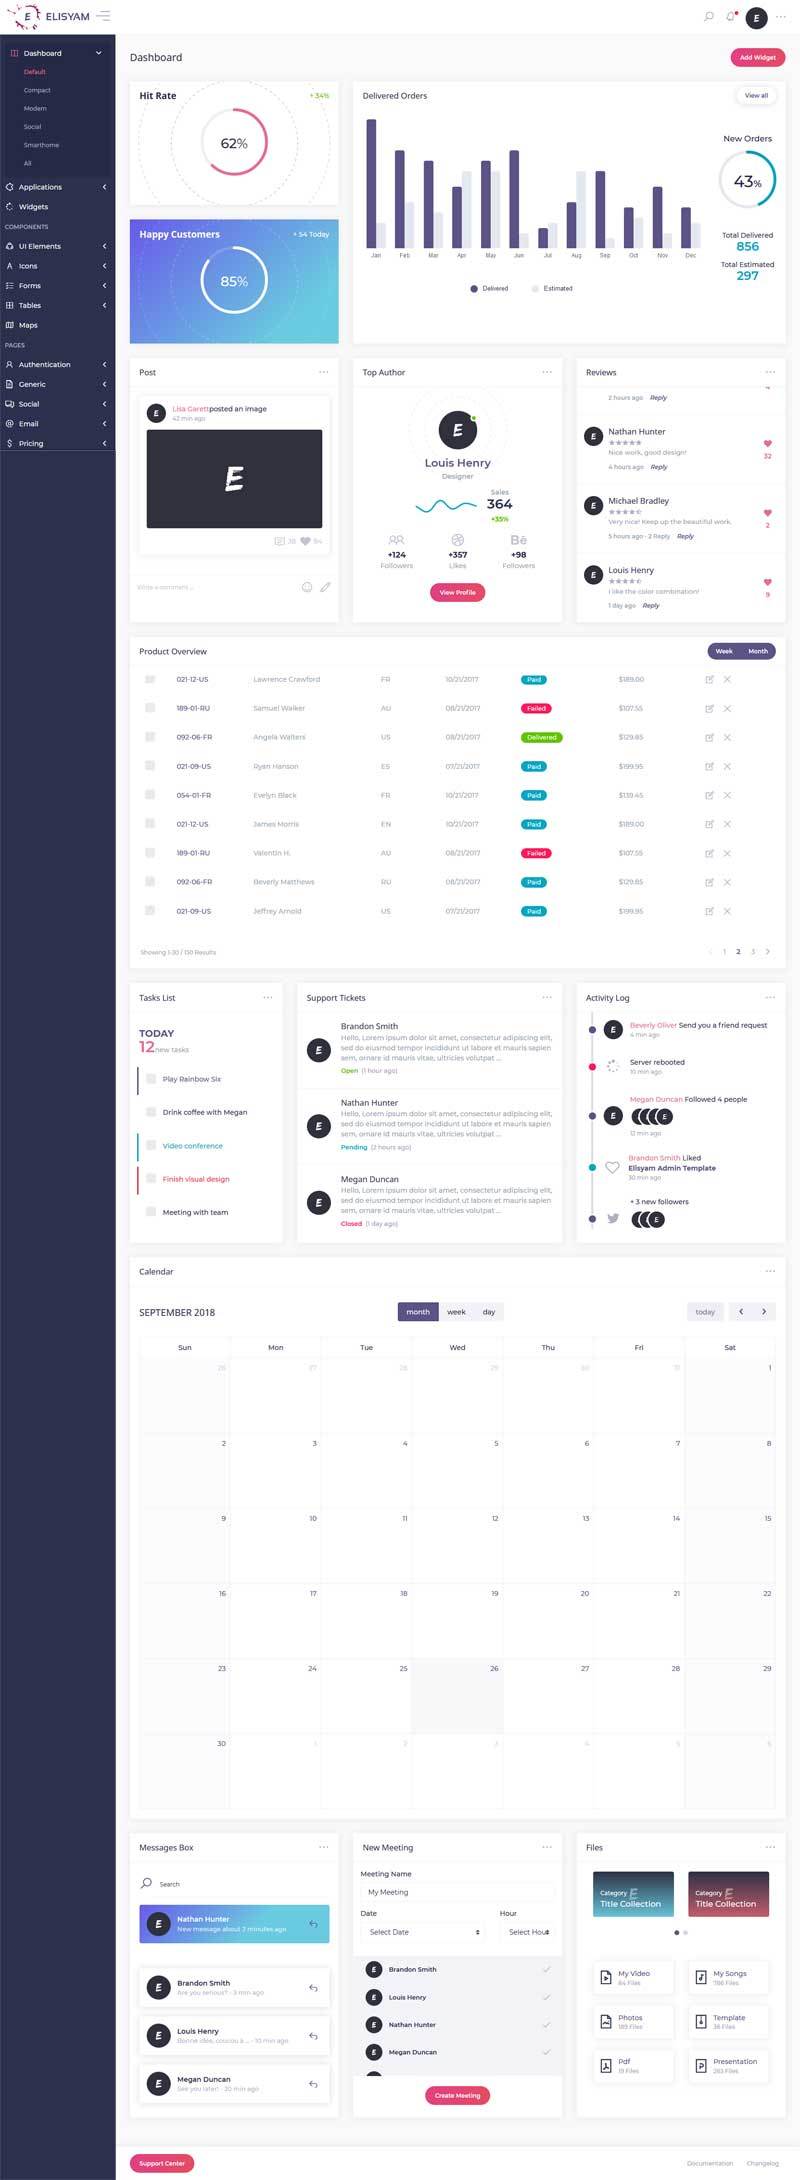 E ELISYAM
E
Dashboard
Default
Compact
Modern
Social
Smarthome
All
Applications
Widgets
COMPONENTS
UI Elements
Icons
Forms
Tables
Maps
PAGES
Authentication
Generic
Social
Email
Pricing
Dashboard
Add Widget
Hit Rate
+ 34%
62%
Happy Customers
+ 54 Today
85%
Delivered Orders
View all
Jan Feb Mar Apr May Jun Jul Aug Sep Oct Nov Dec
Delivered Estimated
New Orders
43%
Total Delivered
856
Total Estimated
297
Post
E
Lisa Garettposted an image
42 min ago
E
38 94
Write a comment ...
Top Author
E
Louis Henry
Designer
Sales
364
+35%
Bē
+124 +357 +98
Followers Likes Followers
View Profile
Reviews
2 hours ago Reply
E
Nathan Hunter
Nice work, good design!
4 hours ago Reply
32
E
Michael Bradley
Very nice! Keep up the beautiful work.
5 hours ago - 2 Reply Reply
2
E
Louis Henry
I like the color combination!
1 day ago Reply
9
Product Overview
Week Month
021-12-US Lawrence Crawford FR 10/21/2017 Paid $189.00
189-01-RU Samuel Walker AU 08/21/2017 Failed $107.55
092-06-FR Angela Walters US 08/21/2017 Delivered $129.85
021-09-US Ryan Hanson ES 07/21/2017 Paid $199.95
054-01-FR Evelyn Black FR 10/21/2017 Paid $139.45
021-12-US James Morris EN 10/21/2017 Paid $189.00
189-01-RU Valentin H. AU 08/21/2017 Failed $107.55
092-06-FR Beverly Matthews RU 08/21/2017 Paid $129.85
021-09-US Jeffrey Arnold US 07/21/2017 Paid $199.95
Showing 1-30 / 150 Results
1 2 3
Tasks List
TODAY
12new tasks
Play Rainbow Six
Drink coffee with Megan
Video conference
Finish visual design
Meeting with team
Support Tickets
E
Brandon Smith
Hello, Lorem ipsum dolor sit amet, consectetur adipiscing elit,
sed do eiusmod tempor incididunt ut labore et mauris sapien
sem, ornare id mauris vitae, ultricies volutpat ...
Open (1 hour ago)
E
Nathan Hunter
Hello, Lorem ipsum dolor sit amet, consectetur adipiscing elit,
sed do eiusmod tempor incididunt ut labore et mauris sapien
sem, ornare id mauris vitae, ultricies volutpat ...
Pending (2 hours ago)
E
Megan Duncan
Hello, Lorem ipsum dolor sit amet, consectetur adipiscing elit,
sed do eiusmod tempor incididunt ut labore et mauris sapien
sem, ornare id mauris vitae, ultricies volutpat ...
Closed (1 day ago)
Activity Log
E
Beverly Oliver Send you a friend request
4 min ago
Server rebooted
10 min ago
E
Megan Duncan Followed 4 people
E
12 min ago
Brandon Smith Liked
Elisyam Admin Template
30 min ago
+ 3 new followers
E
Calendar
SEPTEMBER 2018
month week day
today
Sun Mon Tue Wed Thu Fri Sat
26 27 28 29 30 31 1
2 3 4 5 6 7 8
9 10 11 12 13 14 15
16 17 18 19 20 21 22
23 24 25 26 27 28 29
30 1 2 3 4 5 6
Messages Box
Search
E
Nathan Hunter
New message about 2 minutes ago
E
Brandon Smith
Are you serious? - 3 min ago
E
Louis Henry
Bonne idée, coucou à ... - 10 min ago
E
Megan Duncan
See you later! - 20 min ago
New Meeting
Meeting Name
My Meeting
Date Hour
Select Date Select Hour
E Brandon Smith
E Louis Henry
E Nathan Hunter
E Megan Duncan
Create Meeting
Files
Category
Title Collection
Category
Title Collection
My Video
84 Files
My Songs
786 Files
Photos
189 Files
Template
36 Files
Pdf
19 Files
Presentation
263 Files
Support Center
Documentation Changelog